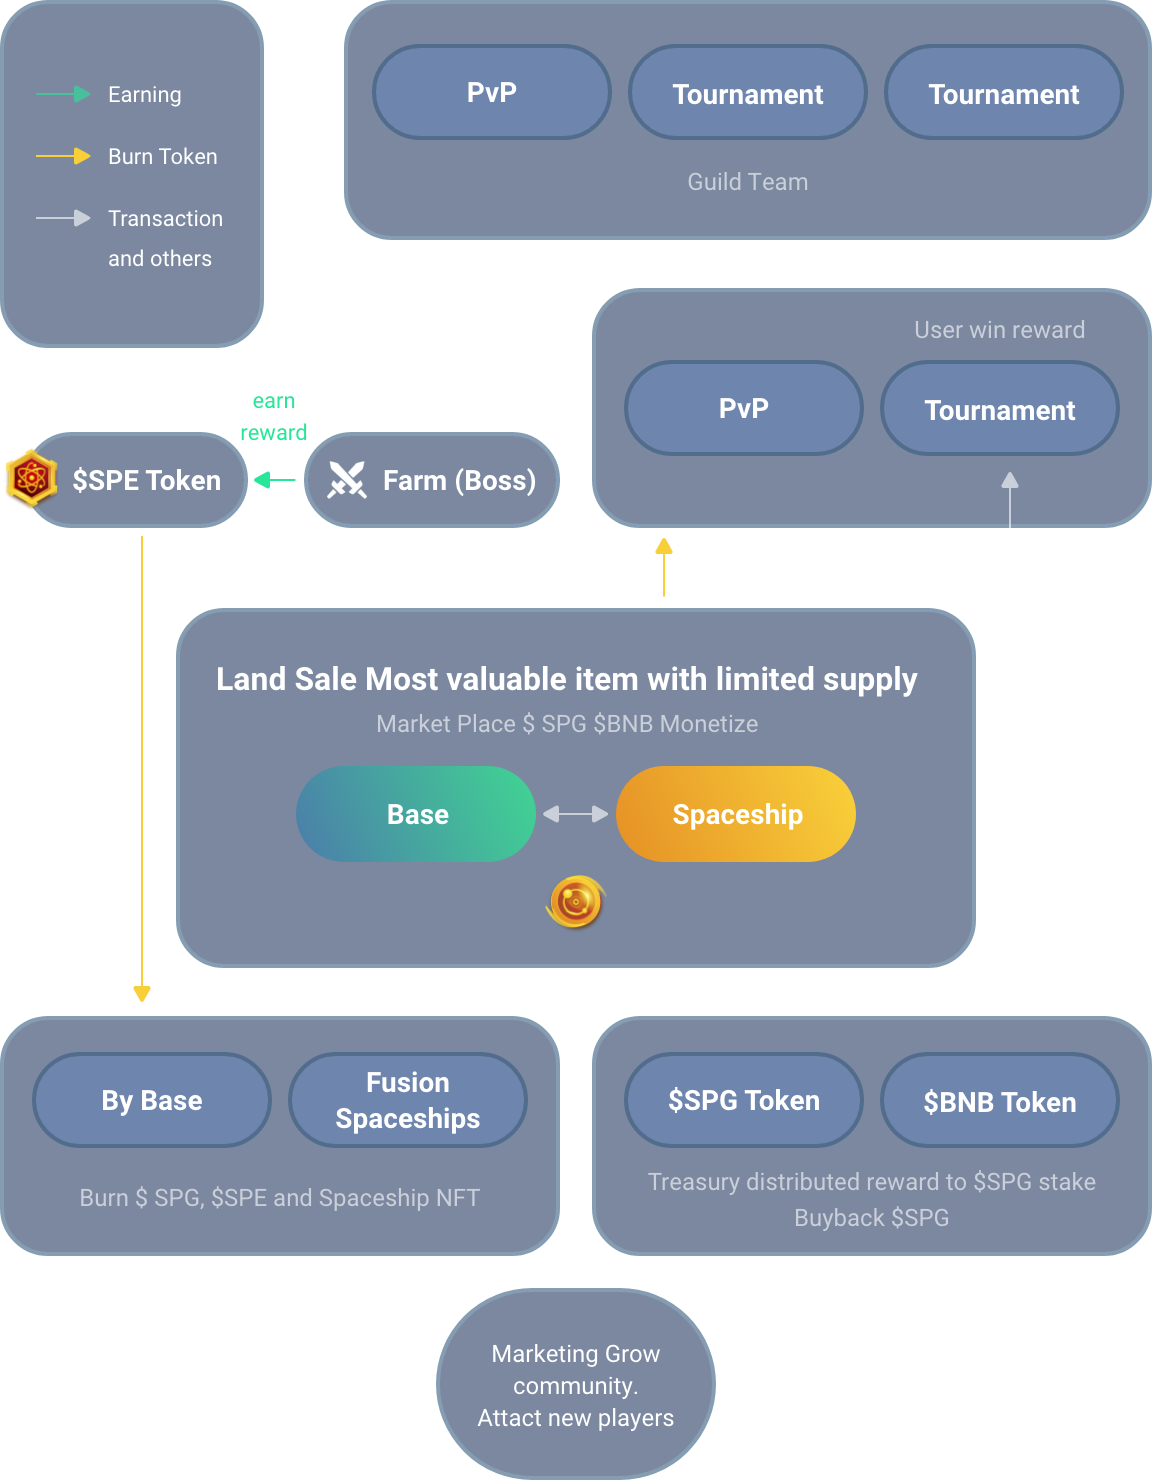 Earning
Burn Token
Transaction
and others
PvP
Tournament
Tournament
Guild Team
User win reward
PvP
Tournament
earn
reward
$SPE Token
Farm (Boss)
Land Sale Most valuable item with limited supply
Market Place $ SPG $BNB Monetize
Base
Spaceship
By Base
Fusion
Spaceships
Burn $ SPG, $SPE and Spaceship NFT
$SPG Token
$BNB Token
Treasury distributed reward to $SPG stake
Buyback $SPG
Marketing Grow
community.
Attact new players